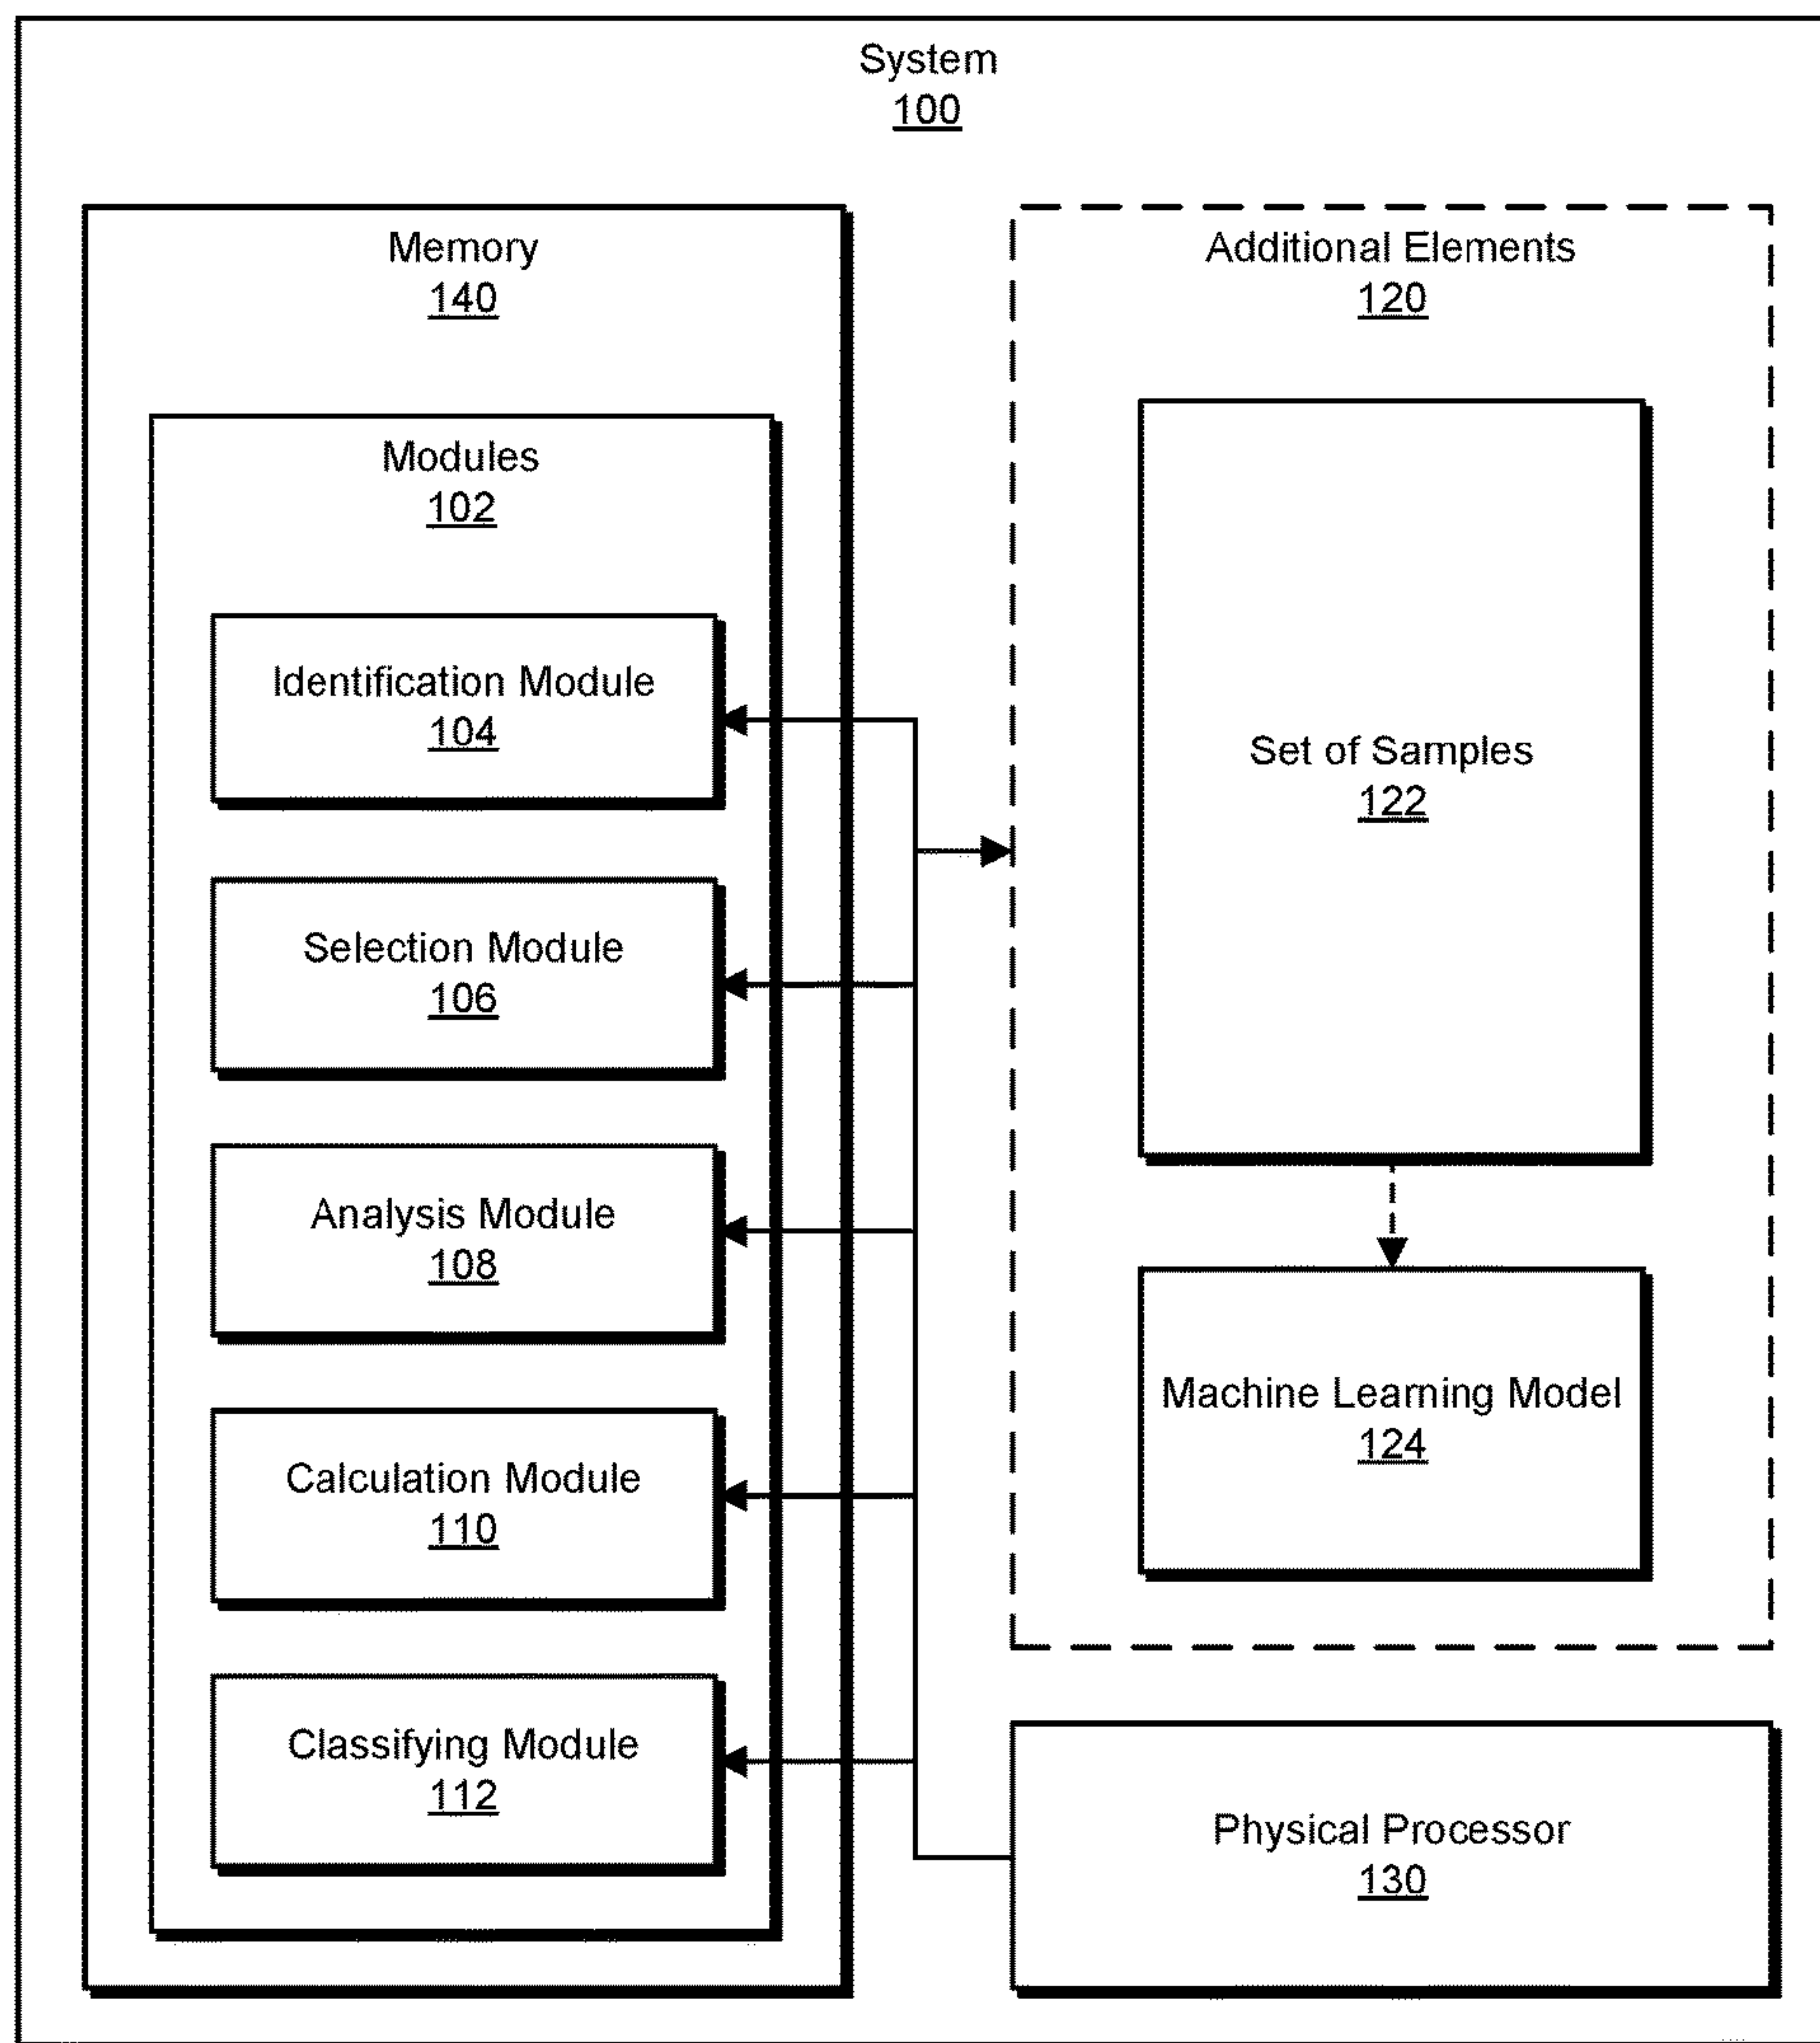 System
100
Memory
140
Modules
102
Identification Module
104
Selection Module
106
Analysis Module
108
Calculation Module
110
Classifying Module
112
Additional Elements
120
Set of Samples
122
Machine Learning Model
124
Physical Processor
130